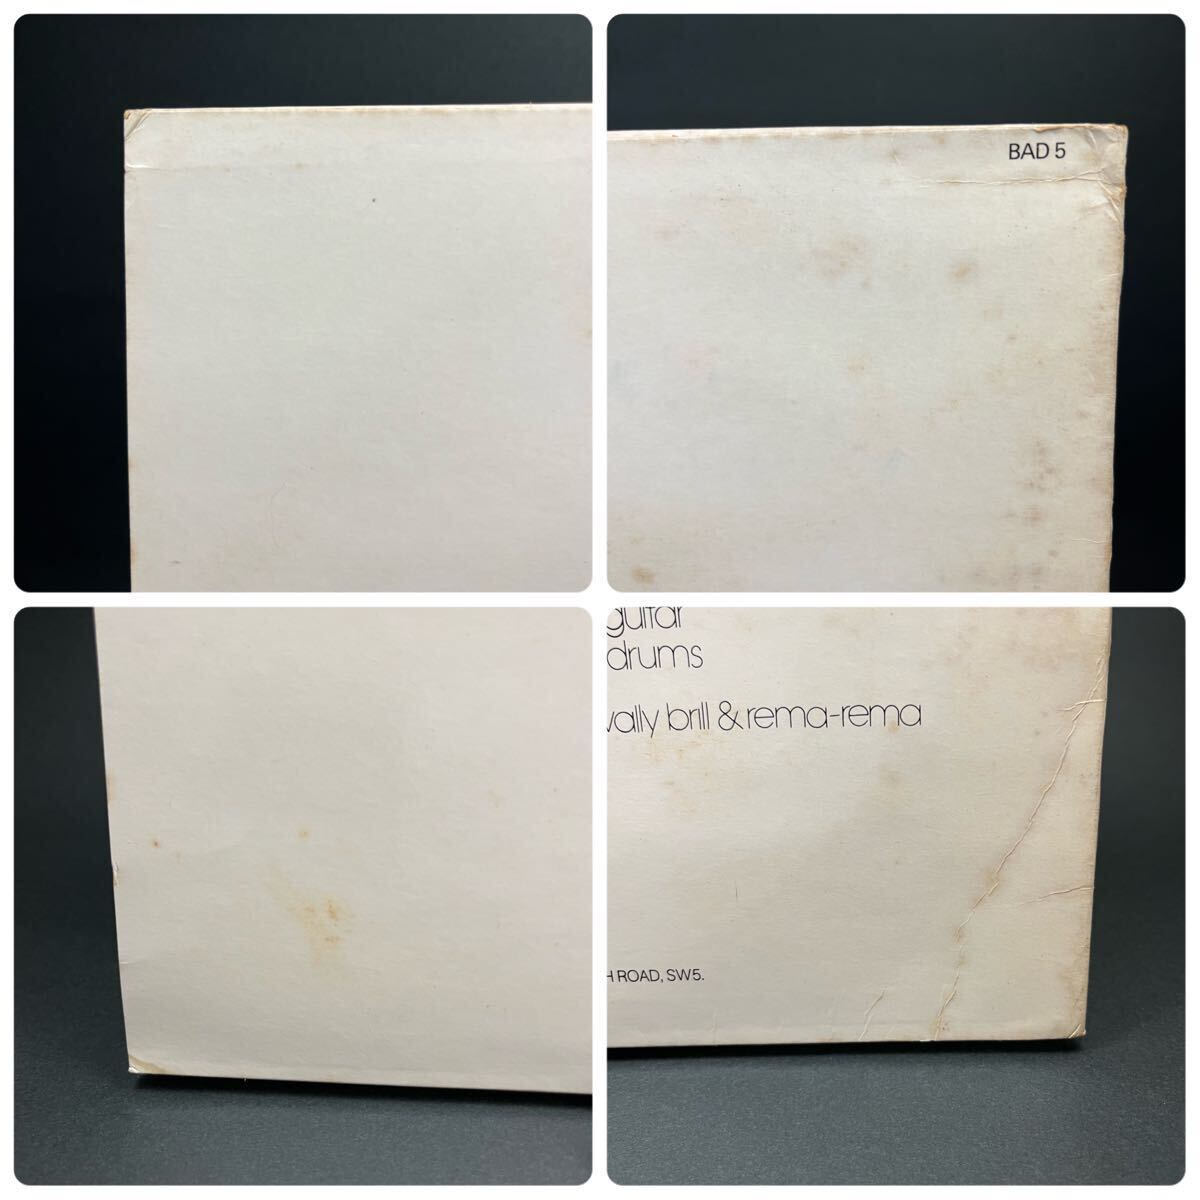 BAD 5
guitar
drums
wally brill & rema-rema
H ROAD, SW5.